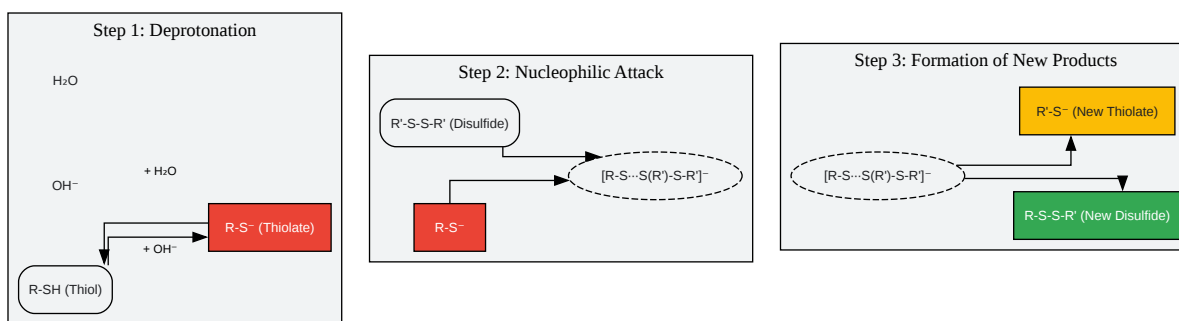 Step 1: Deprotonation
H₂O
+ H₂O
OH⁻
R-S⁻ (Thiolate)
+ OH⁻
R-SH (Thiol)
Step 2: Nucleophilic Attack
R'-S-S-R' (Disulfide)
[R-S···S(R')-S-R']⁻
R-S⁻
Step 3: Formation of New Products
R'-S⁻ (New Thiolate)
[R-S···S(R')-S-R']⁻
R-S-S-R' (New Disulfide)